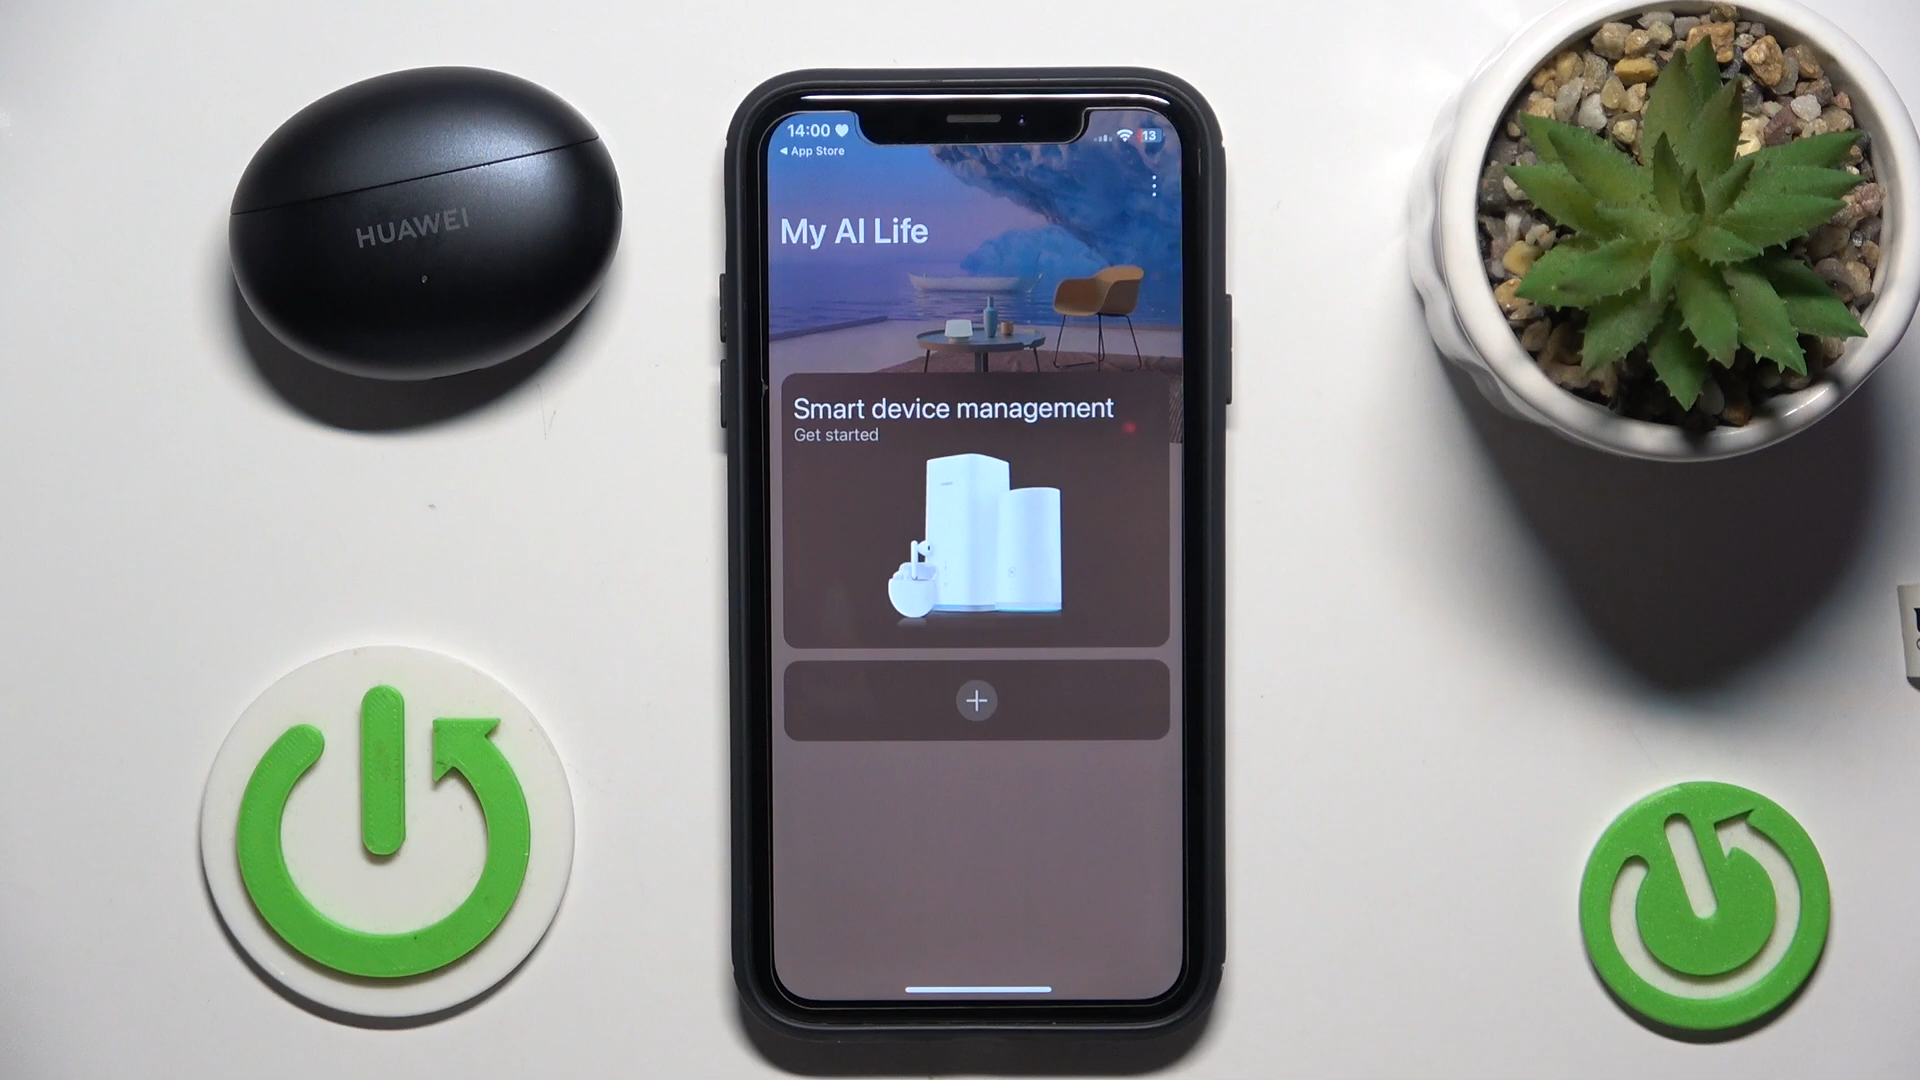 HUAWEI
14:00
13
◀ App Store
My AI Life
Smart device management
Get started